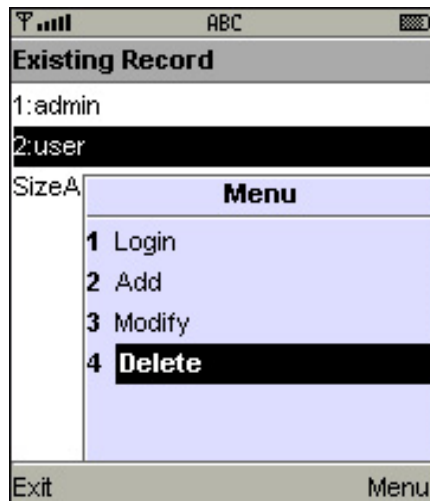 ABC
Existing Record
1:admin
2:user
SizeA
Menu
1 Login
2 Add
3 Modify
4 Delete
Exit Menu